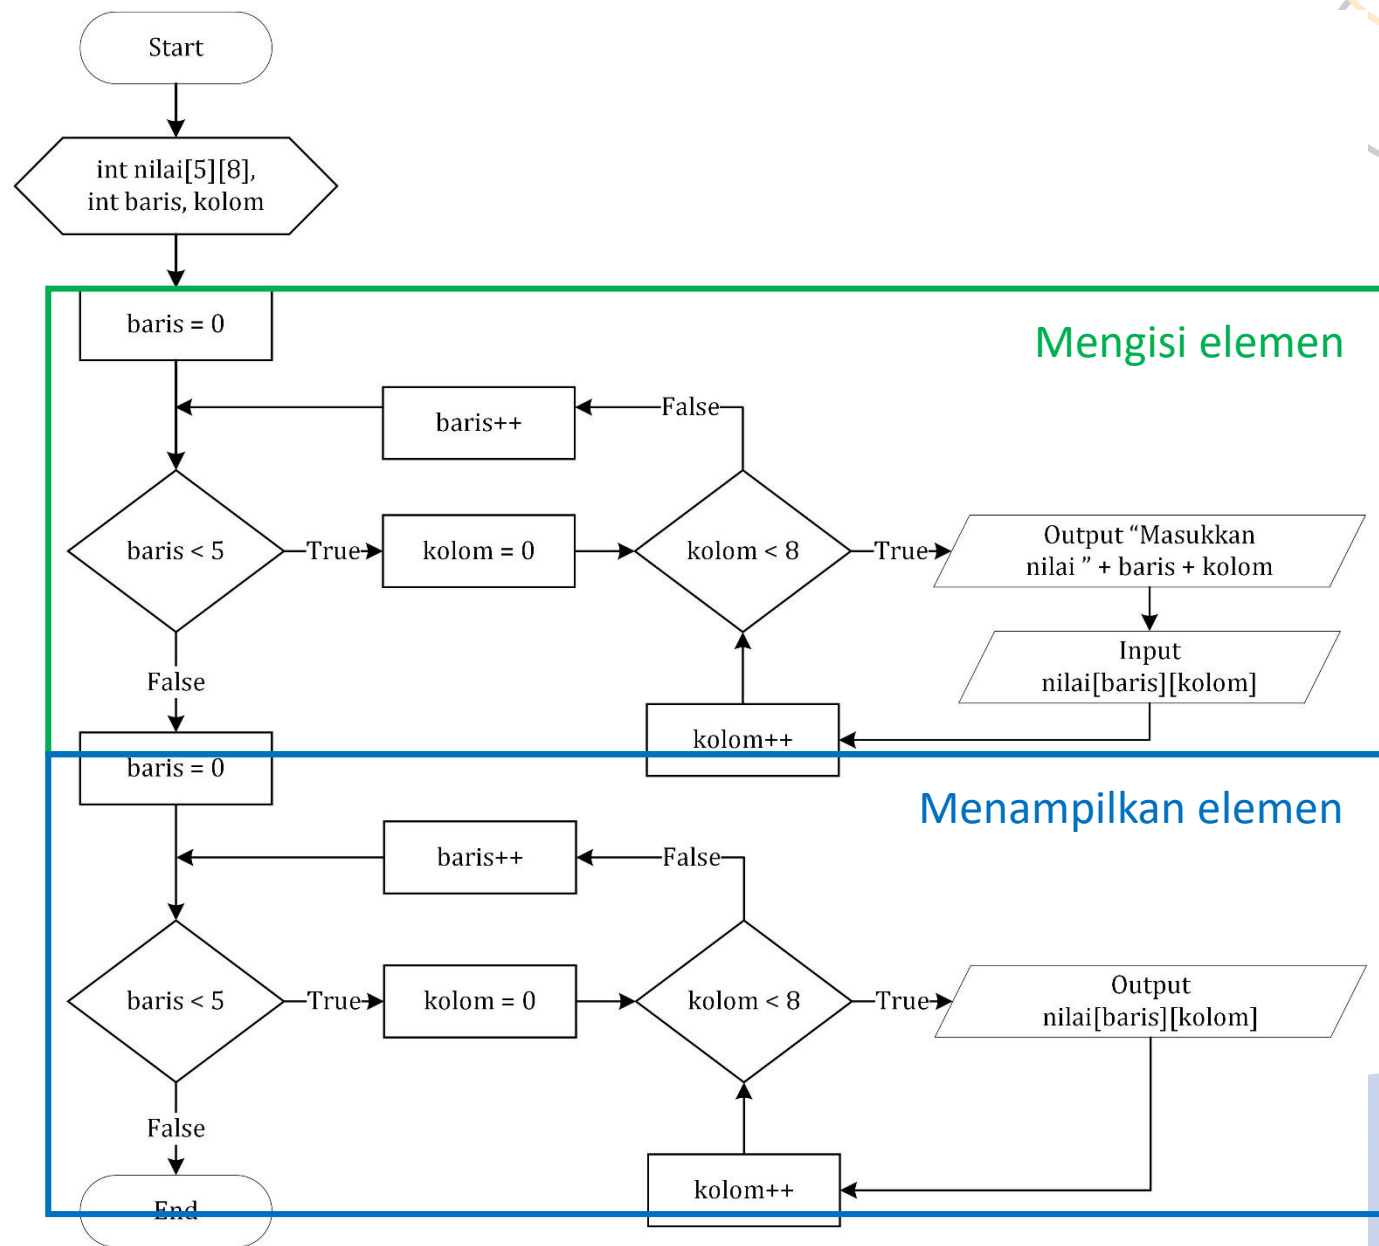 Start
int nilai[5][8],
int baris, kolom
baris = 0
Mengisi elemen
baris++
False
baris < 5
True
kolom = 0
kolom < 8
True
Output “Masukkan
nilai ” + baris + kolom
Input
nilai[baris][kolom]
False
kolom++
baris = 0
Menampilkan elemen
baris++
False
baris < 5
True
kolom = 0
kolom < 8
True
Output
nilai[baris][kolom]
False
kolom++
End